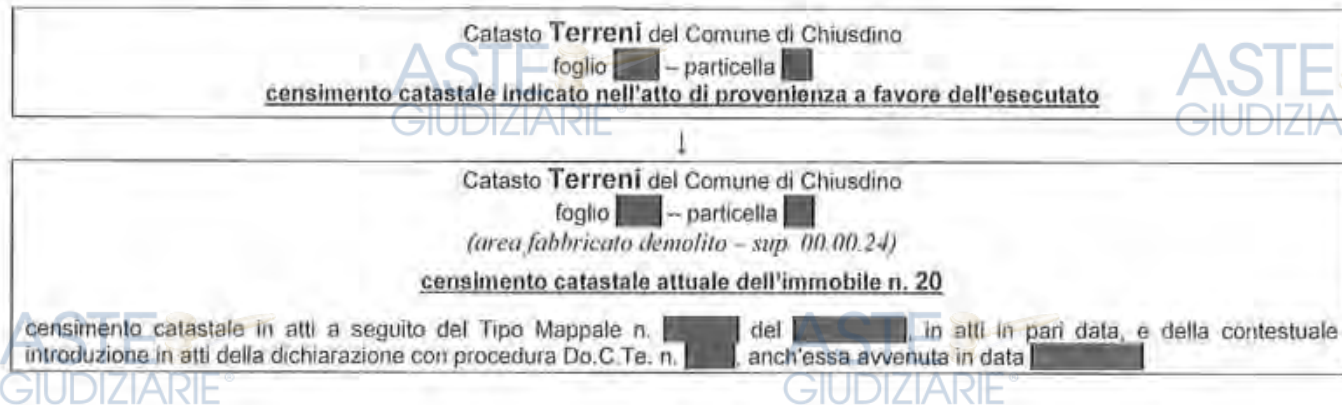 Catasto Terreni del Comune di Chiusdino
foglio – particella
censimento catastale indicato nell'atto di provenienza a favore dell'esecutato
↓
Catasto Terreni del Comune di Chiusdino
foglio – particella
(area fabbricato demolito – sup. 00.00.24)
censimento catastale attuale dell'immobile n. 20
censimento catastale in atti a seguito del Tipo Mappale n. del , in atti in pari data, e della contestuale
introduzione in atti della dichiarazione con procedura Do.C.Te. n. , anch'essa avvenuta in data
ASTE
GIUDIZIARIE®
ASTE
GIUDIZIA
ASTE
GIUDIZIARIE®
ASTE
GIUDIZIARIE®